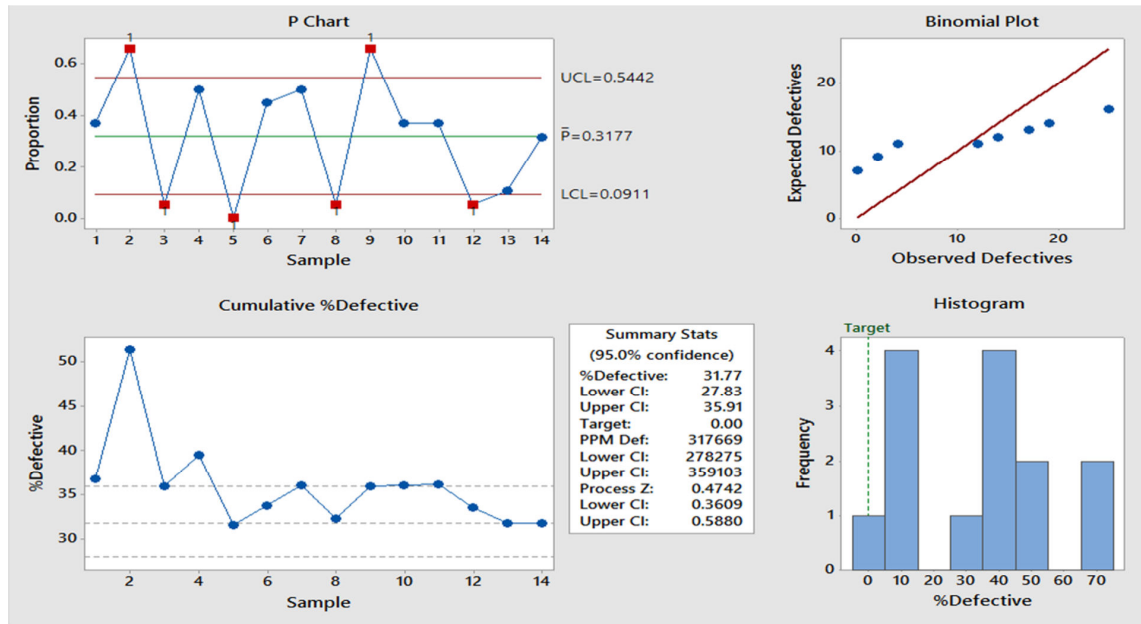 P Chart
1
1
0.6
0.4
0.2
0.0
Proportion
UCL=0.5442
P̄=0.3177
LCL=0.0911
1
1
1
1
1 2 3 4 5 6 7 8 9 10 11 12 13 14
Sample
Binomial Plot
20
10
0
Expected Defectives
0 10 20
Observed Defectives
Cumulative %Defective
50
45
40
35
30
%Defective
2 4 6 8 10 12 14
Sample
Summary Stats
(95.0% confidence)
%Defective: 31.77
Lower CI: 27.83
Upper CI: 35.91
Target: 0.00
PPM Def: 317669
Lower CI: 278275
Upper CI: 359103
Process Z: 0.4742
Lower CI: 0.3609
Upper CI: 0.5880
Histogram
Target
4
3
2
1
0
Frequency
0 10 20 30 40 50 60 70
%Defective